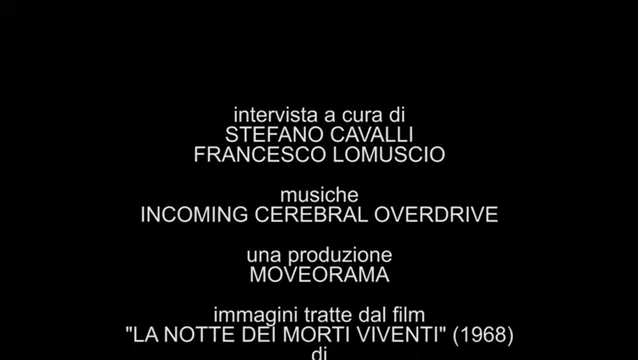 intervista a cura di
STEFANO CAVALLI
FRANCESCO LOMUSCIO
musiche
INCOMING CEREBRAL OVERDRIVE
una produzione
MOVEORAMA
immagini tratte dal film
"LA NOTTE DEI MORTI VIVENTI" (1968)
di